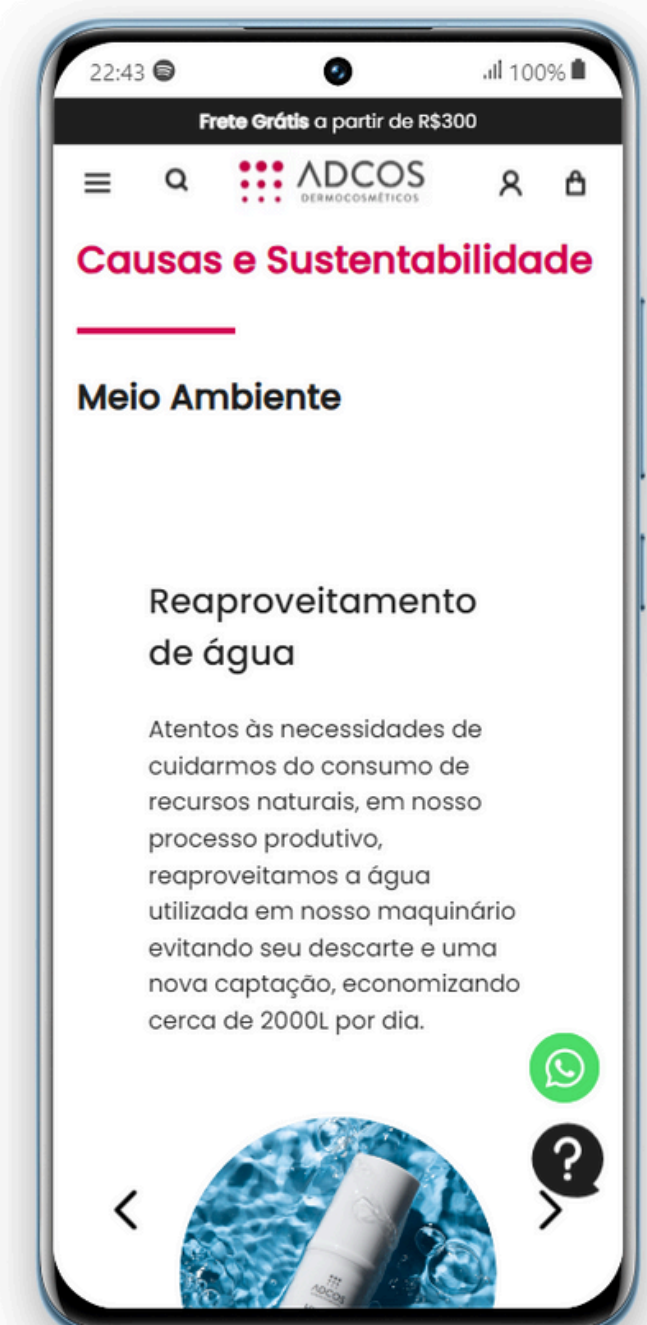 22:43
100%
Frete Grátis a partir de R$300
ADCOS
DERMOCOSMÉTICOS
Causas e Sustentabilidade
Meio Ambiente
Reaproveitamento
de água
Atentos às necessidades de
cuidarmos do consumo de
recursos naturais, em nosso
processo produtivo,
reaproveitamos a água
utilizada em nosso maquinário
evitando seu descarte e uma
nova captação, economizando
cerca de 2000L por dia.
?
ADCOS